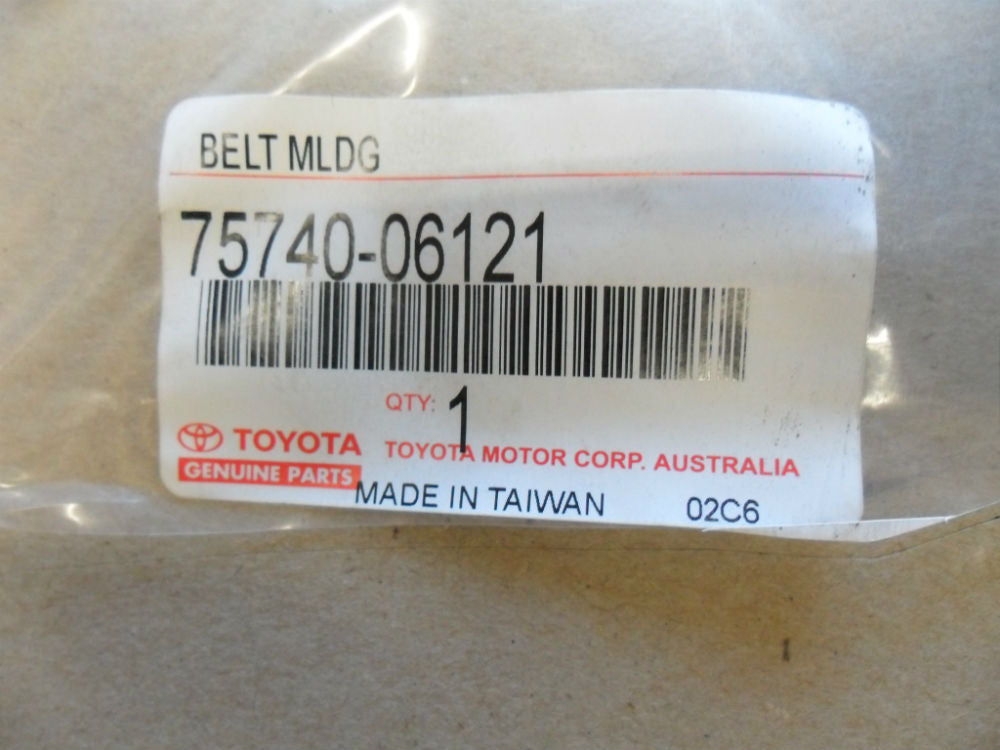 BELT MLDG
75740-06121
QTY: 1
TOYOTA
GENUINE PARTS
TOYOTA MOTOR CORP. AUSTRALIA
MADE IN TAIWAN 02C6